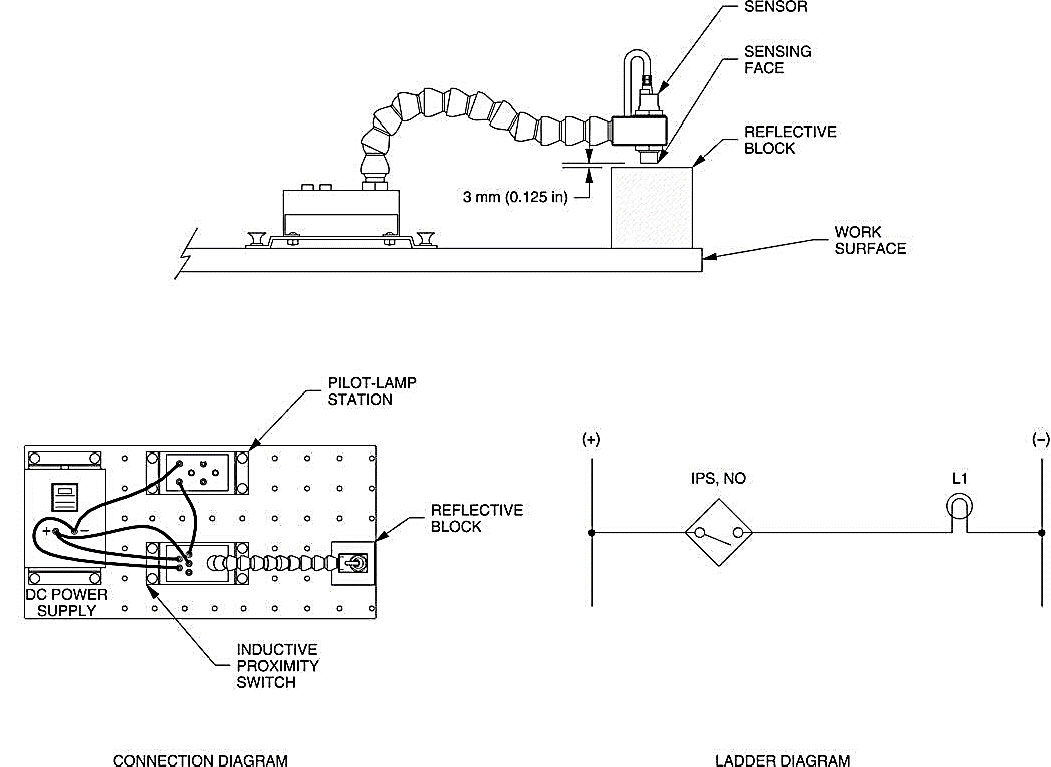 SENSOR
SENSING
FACE
REFLECTIVE
BLOCK
3 mm (0.125 in)
WORK
SURFACE
PILOT-LAMP
STATION
(+)
(−)
IPS, NO
L1
REFLECTIVE
BLOCK
+
−
DC POWER
SUPPLY
INDUCTIVE
PROXIMITY
SWITCH
CONNECTION DIAGRAM
LADDER DIAGRAM